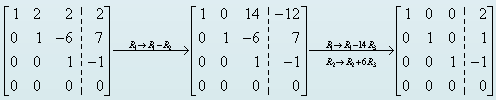 1 2 2 2
0 1 -6 7
0 0 1 -1
0 0 0 0
R₁→R₁-R₂
1 0 14 -12
0 1 -6 7
0 0 1 -1
0 0 0 0
R₁→R₁-14 R₃
R₂→R₂+6R₃
1 0 0 2
0 1 0 1
0 0 1 -1
0 0 0 0